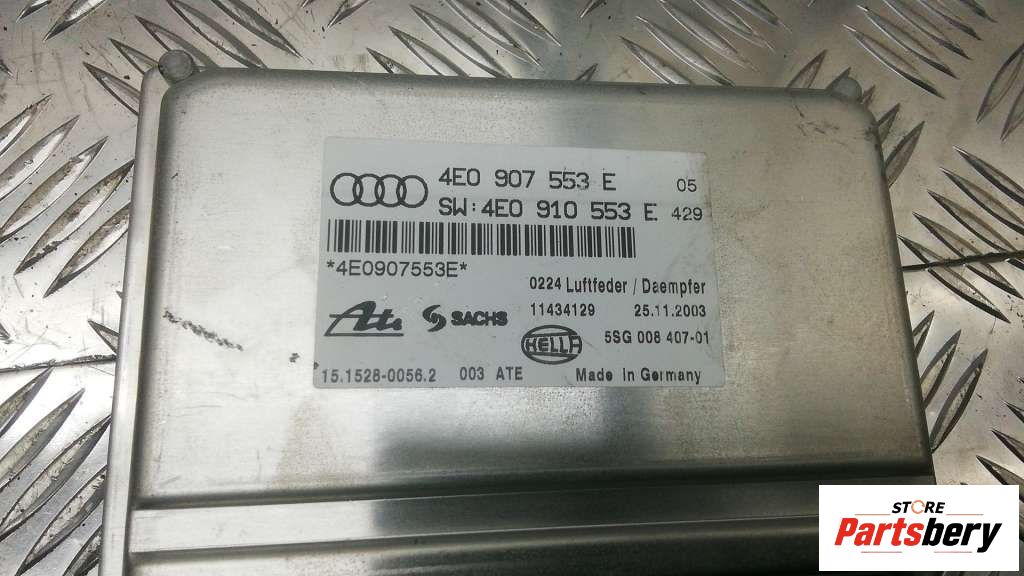 4E0 907 553 E 05
SW:4E0 910 553 E 429
*4E0907553E*
0224 Luftfeder / Daempfer
11434129 25.11.2003
Ate SACHS HELLA 5SG 008 407-01
15.1528-0056.2 003 ATE Made in Germany
STORE
Partsbery